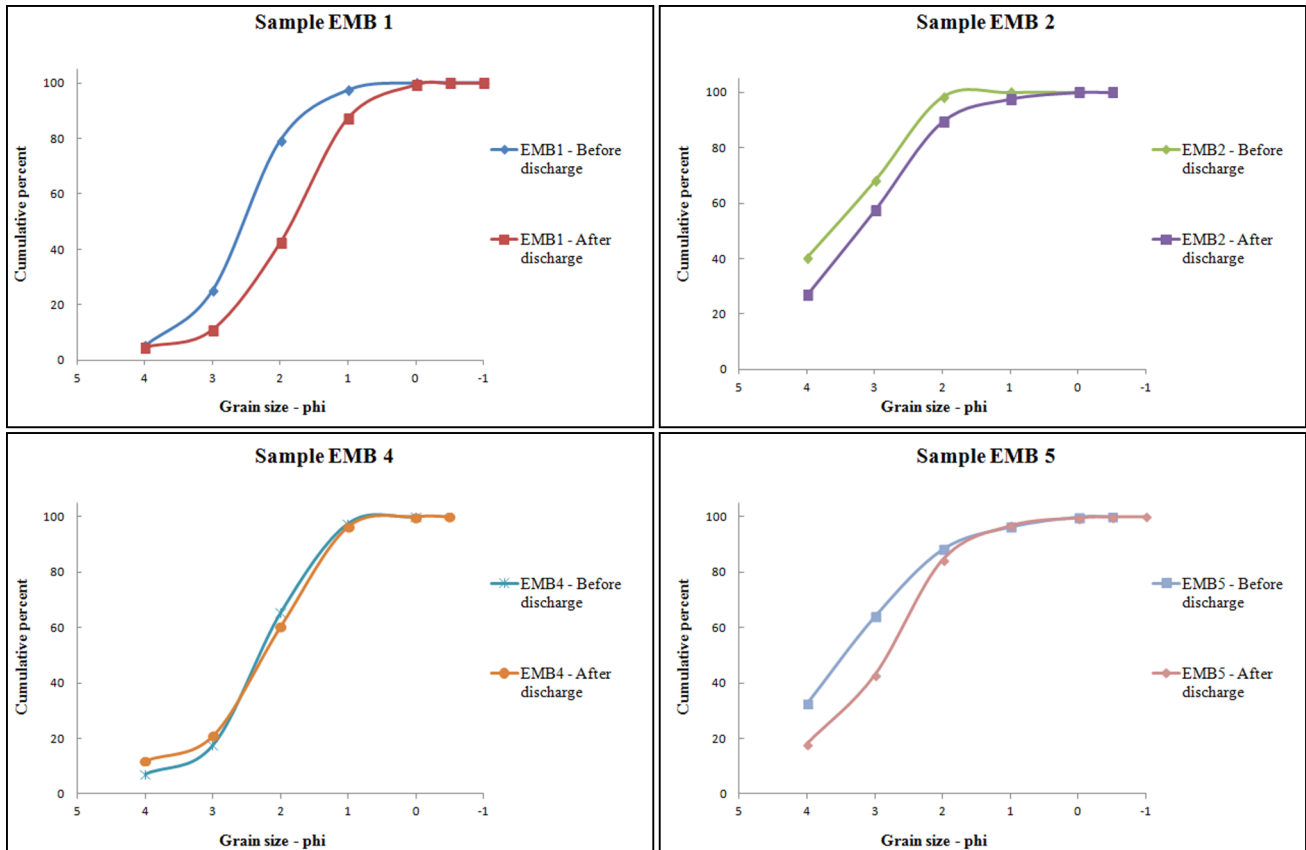 Sample EMB 1
100
80
60
40
20
0
5 4 3 2 1 0 -1
Cumulative percent
Grain size - phi
EMB1 - Before
discharge
EMB1 - After
discharge
Sample EMB 2
100
80
60
40
20
0
5 4 3 2 1 0 -1
Cumulative percent
Grain size - phi
EMB2 - Before
discharge
EMB2 - After
discharge
Sample EMB 4
100
80
60
40
20
0
5 4 3 2 1 0 -1
Cumulative percent
Grain size - phi
EMB4 - Before
discharge
EMB4 - After
discharge
Sample EMB 5
100
80
60
40
20
0
5 4 3 2 1 0 -1
Cumulative percent
Grain size - phi
EMB5 - Before
discharge
EMB5 - After
discharge